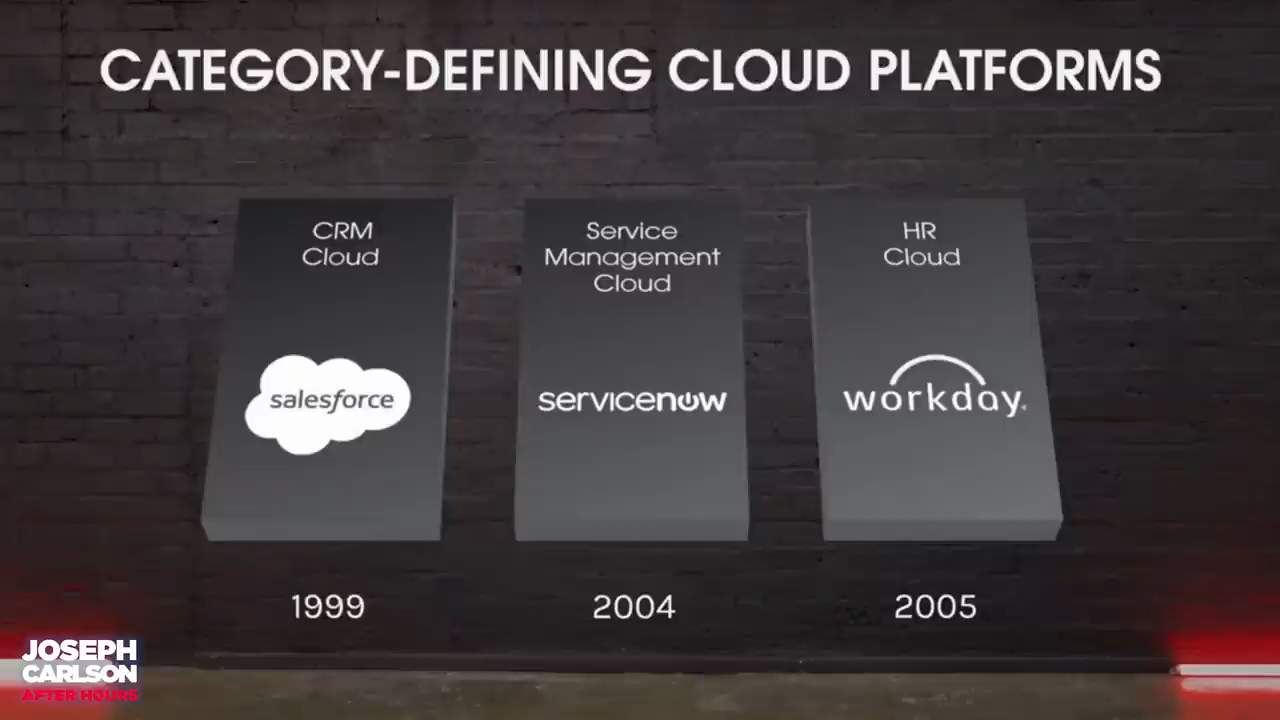 CATEGORY-DEFINING CLOUD PLATFORMS
CRM
Cloud
salesforce
1999
Service
Management
Cloud
servicenow
2004
HR
Cloud
workday.
2005
JOSEPH
CARLSON
AFTER HOURS